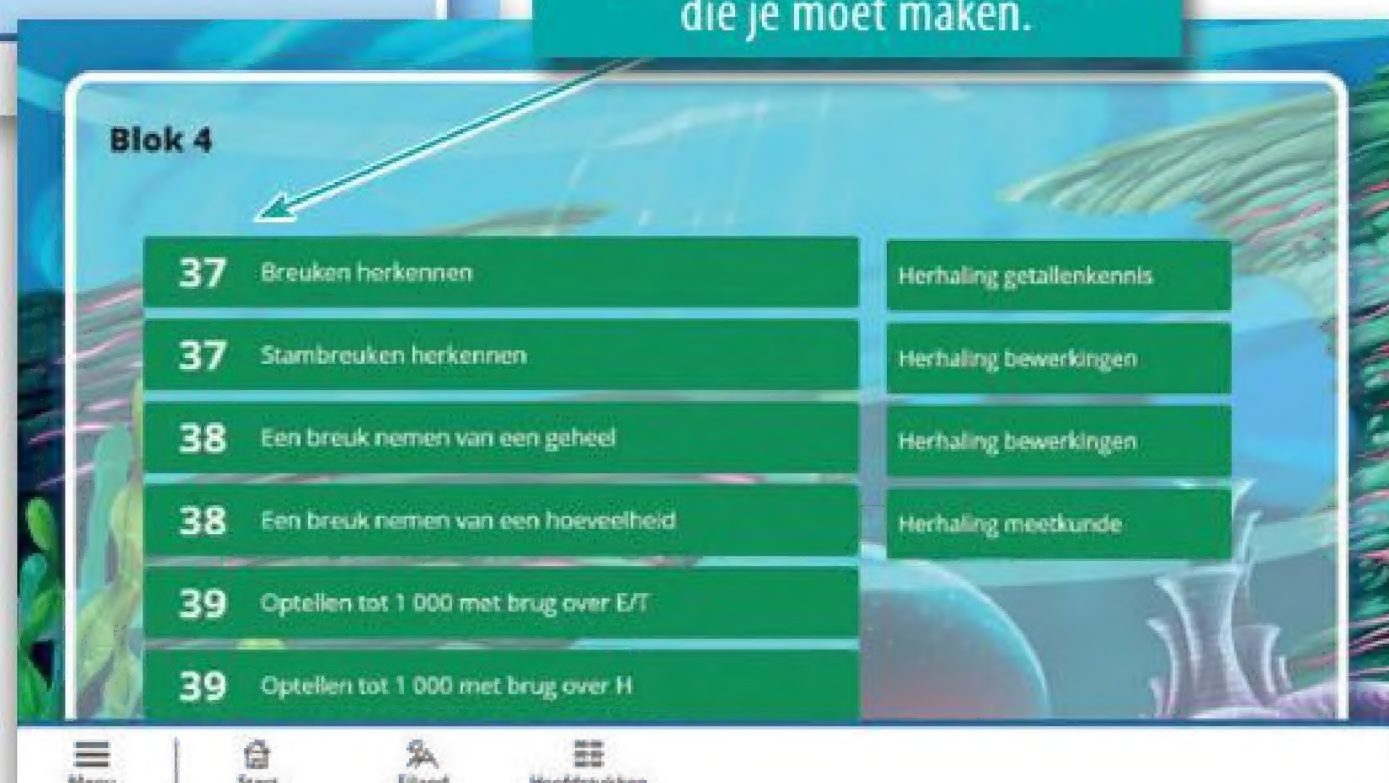 die je moet maken.
Blok 4
37 Breuken herkennen
Herhaling getallenkennis
37 Stambreuken herkennen
Herhaling bewerkingen
38 Een breuk nemen van een geheel
Herhaling bewerkingen
38 Een breuk nemen van een hoeveelheid
Herhaling meetkunde
39 Optellen tot 1 000 met brug over E/T
39 Optellen tot 1 000 met brug over H
Menu
Start
Eiland
Hoofdstukken